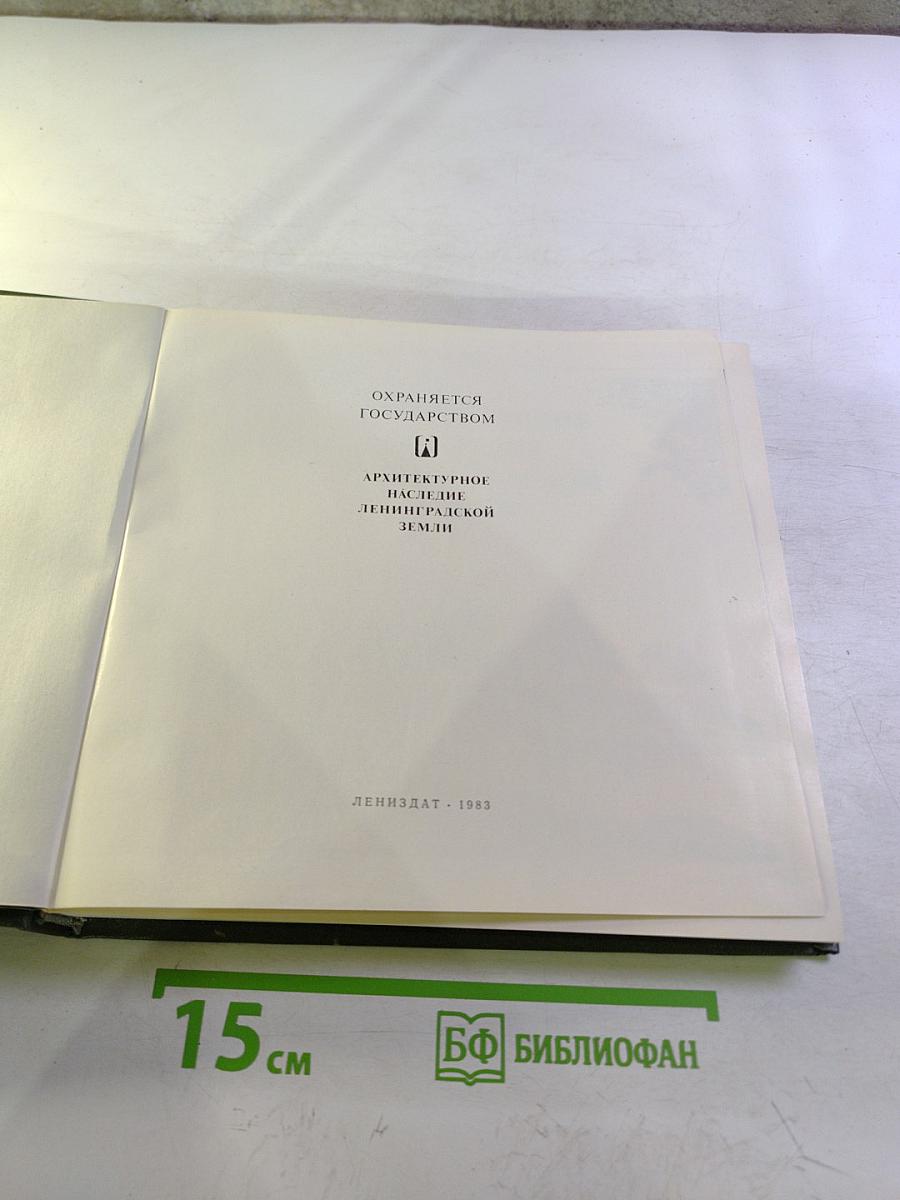 ОХРАНЯЕТСЯ
ГОСУДАРСТВОМ
АРХИТЕКТУРНОЕ
НАСЛЕДИЕ
ЛЕНИНГРАДСКОЙ
ЗЕМЛИ
ЛЕНИЗДАТ · 1983
15 см
БФ БИБЛИОФАН